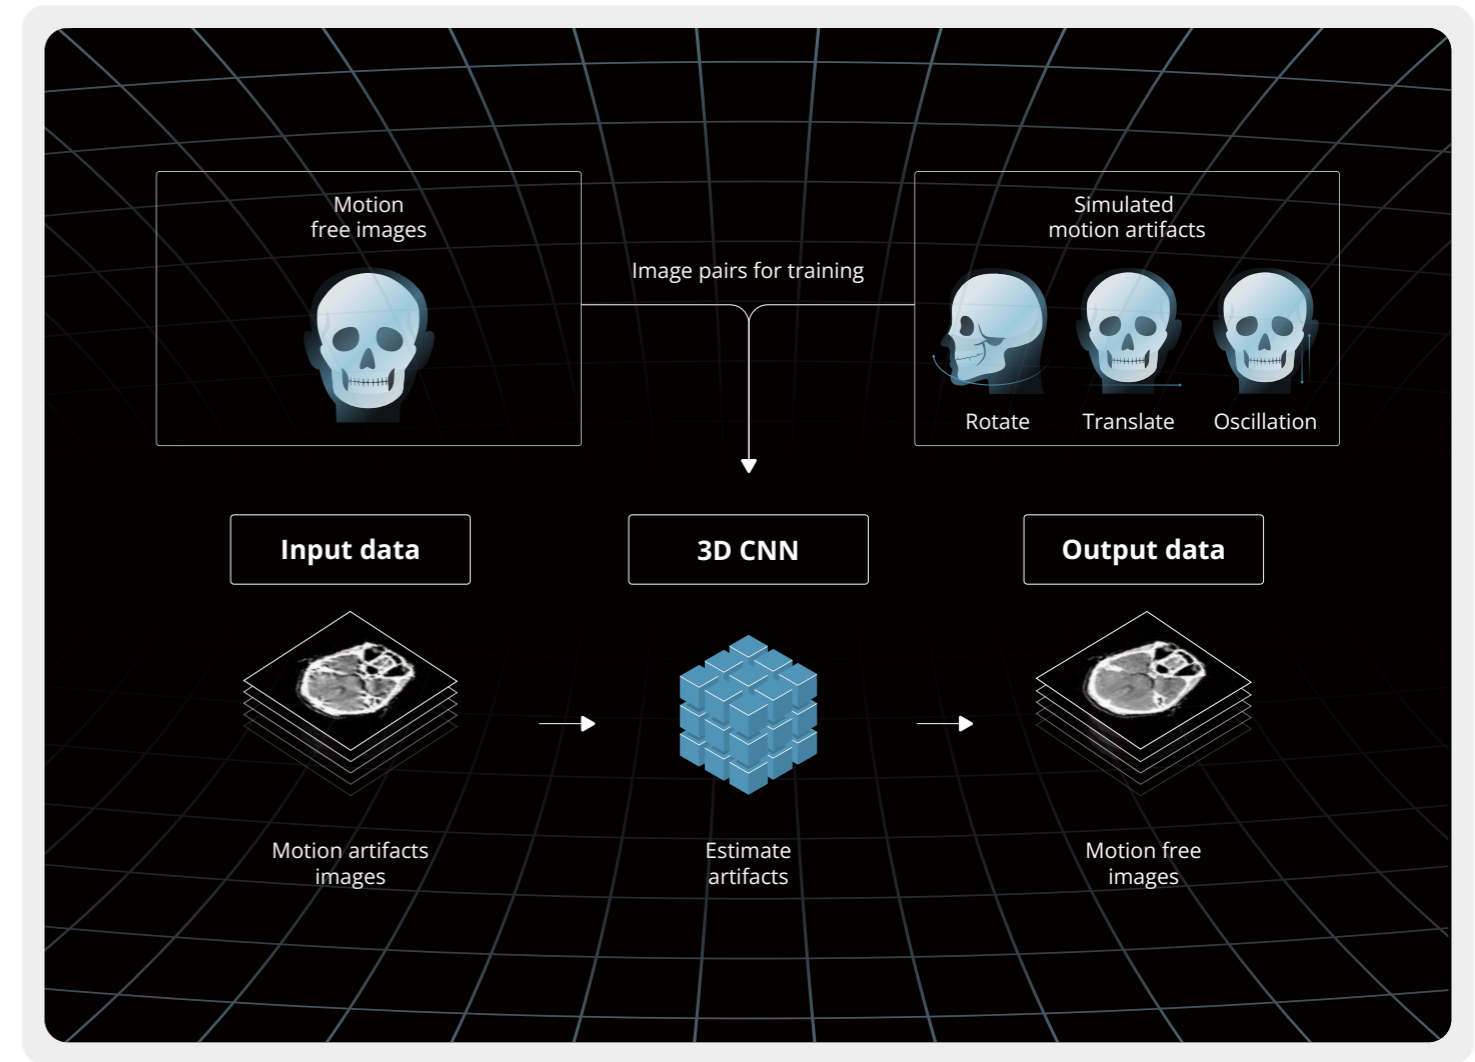 Motion
free images
Image pairs for training
Simulated
motion artifacts
Rotate
Translate
Oscillation
Input data
3D CNN
Output data
Motion artifacts
images
Estimate
artifacts
Motion free
images